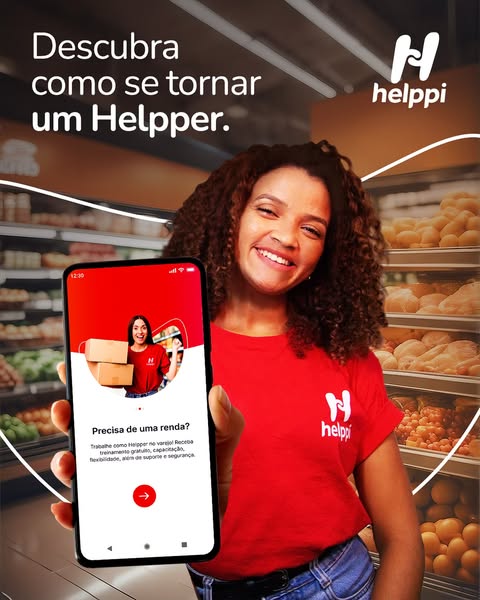 Descubra
como se tornar
um Helpper.
helppi
12:30
Precisa de uma renda?
Trabalhe como Helpper no varejo! Receba
treinamento gratuito, capacitação,
flexibilidade, além de suporte e segurança.
helppi